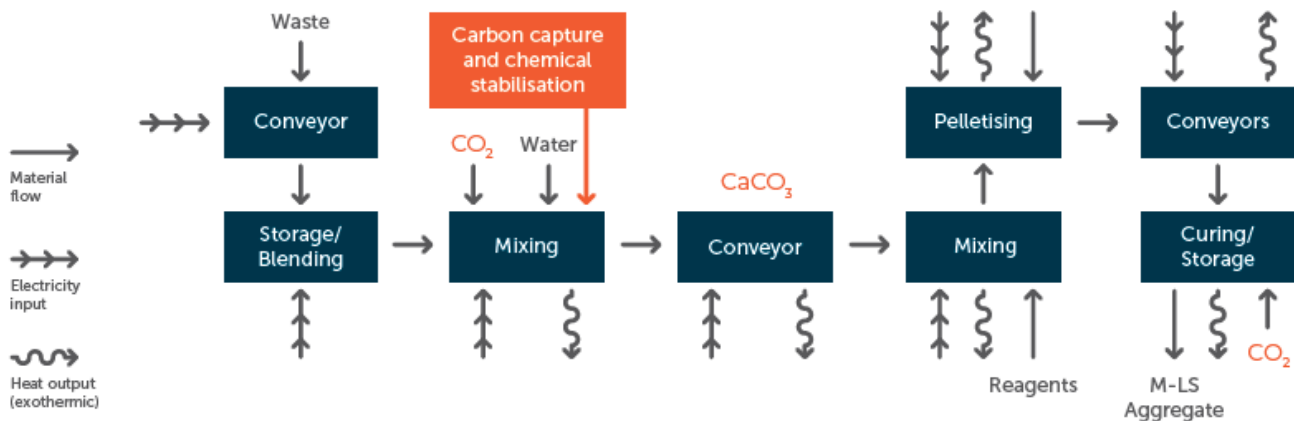 Waste
Carbon capture
and chemical
stabilisation
Conveyor
Pelletising
Conveyors
CO₂
Water
Material
flow
CaCO₃
Storage/
Blending
Mixing
Conveyor
Mixing
Curing/
Storage
Electricity
input
Heat output
(exothermic)
Reagents
M-LS
Aggregate
CO₂